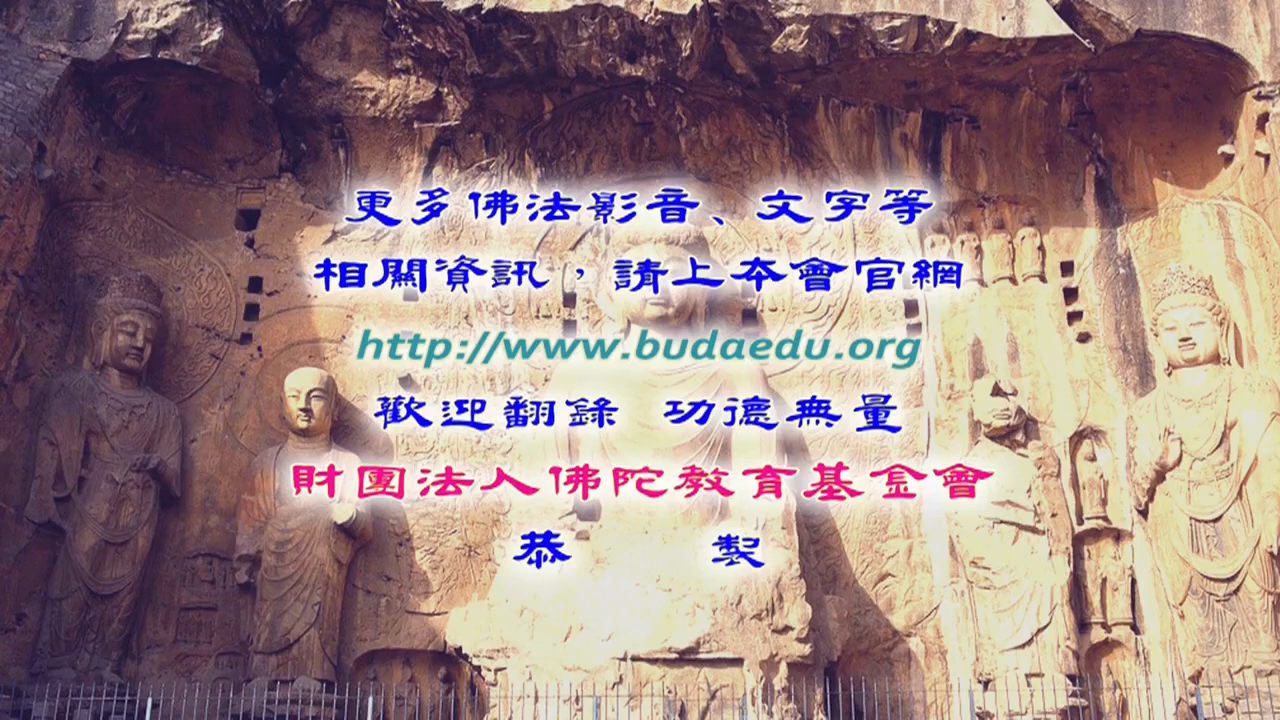 更多佛法影音、文字等
相關資訊，請上本會官網
http://www.budaedu.org
歡迎翻錄 功德無量
財團法人佛陀教育基金會
恭 製